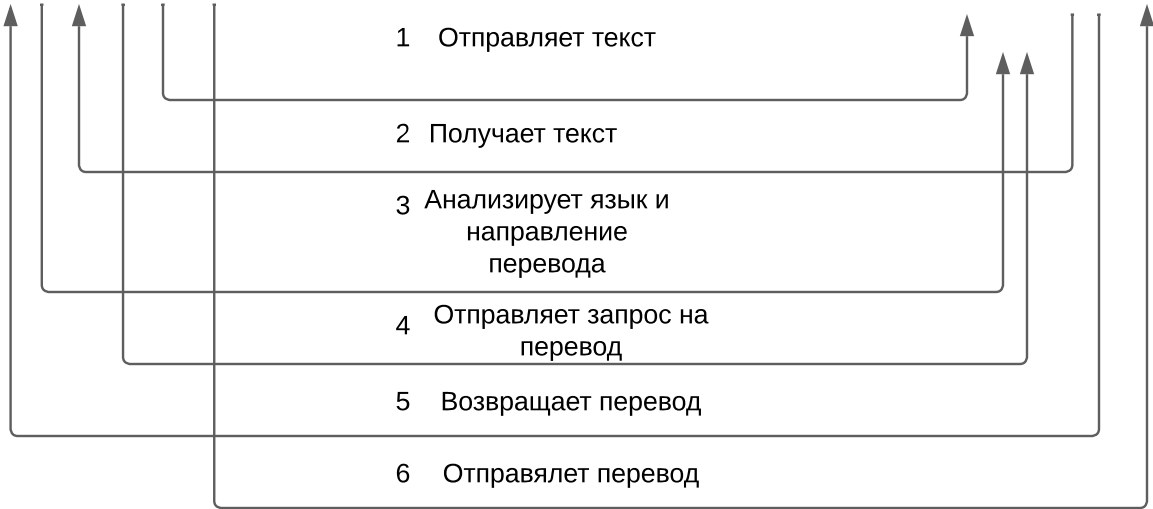 1 Отправляет текст
2 Получает текст
3 Анализирует язык и
направление
перевода
4 Отправляет запрос на
перевод
5 Возвращает перевод
6 Отправялет перевод